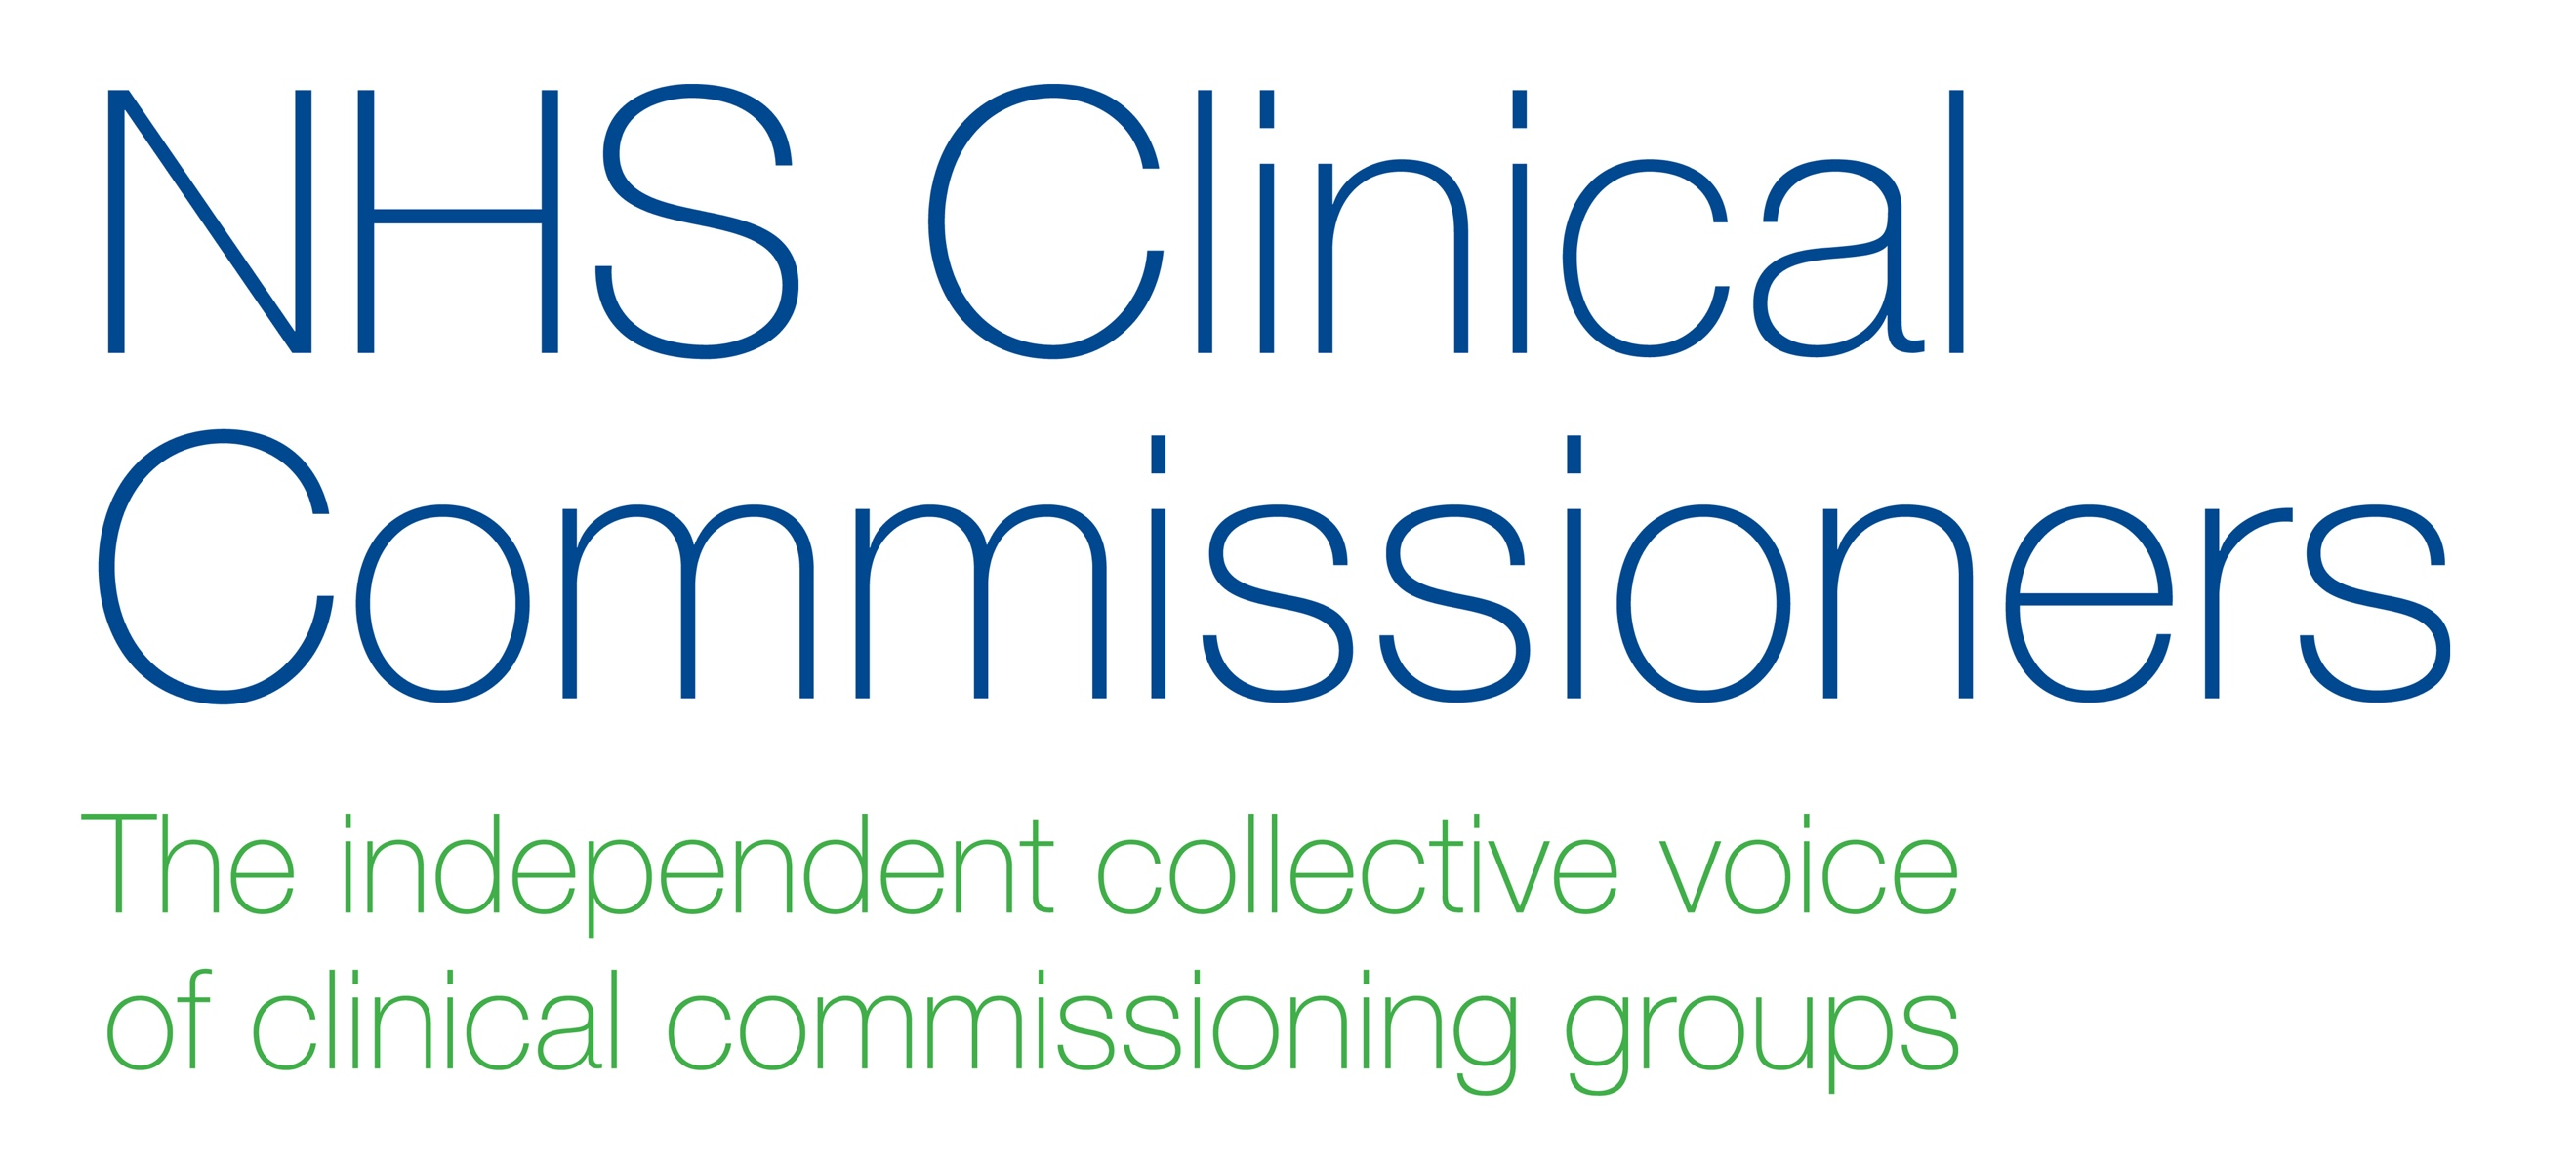 NHS Clinical
Commissioners
The independent collective voice
of clinical commissioning groups